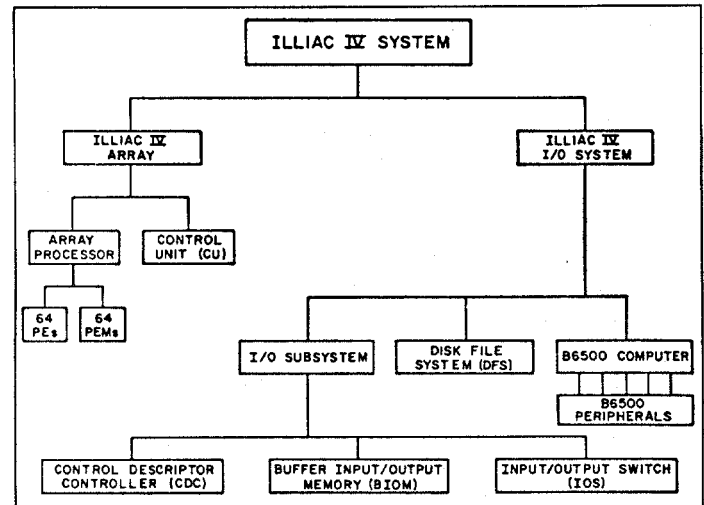 ILLIAC IV SYSTEM
ILLIAC IV
ARRAY
ILLIAC IV
I/O SYSTEM
ARRAY
PROCESSOR
CONTROL
UNIT (CU)
64
PEs
64
PEMs
I/O SUBSYSTEM
DISK FILE
SYSTEM (DFS)
B6500 COMPUTER
B6500
PERIPHERALS
CONTROL DESCRIPTOR
CONTROLLER (CDC)
BUFFER INPUT/OUTPUT
MEMORY (BIOM)
INPUT/OUTPUT SWITCH
(IOS)